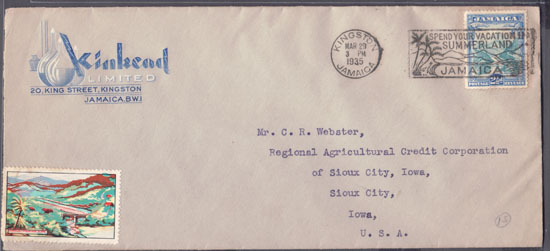 Kinkead
LIMITED
20, KING STREET, KINGSTON
JAMAICA, B.W.I
KINGSTON
MAR 29
3 PM
1935
JAMAICA
SPEND YOUR VACATION IN
SUMMERLAND
JAMAICA
JAMAICA
Mr. C. R. Webster,
Regional Agricultural Credit Corporation
of Sioux City, Iowa,
Sioux City,
Iowa,
U. S. A.